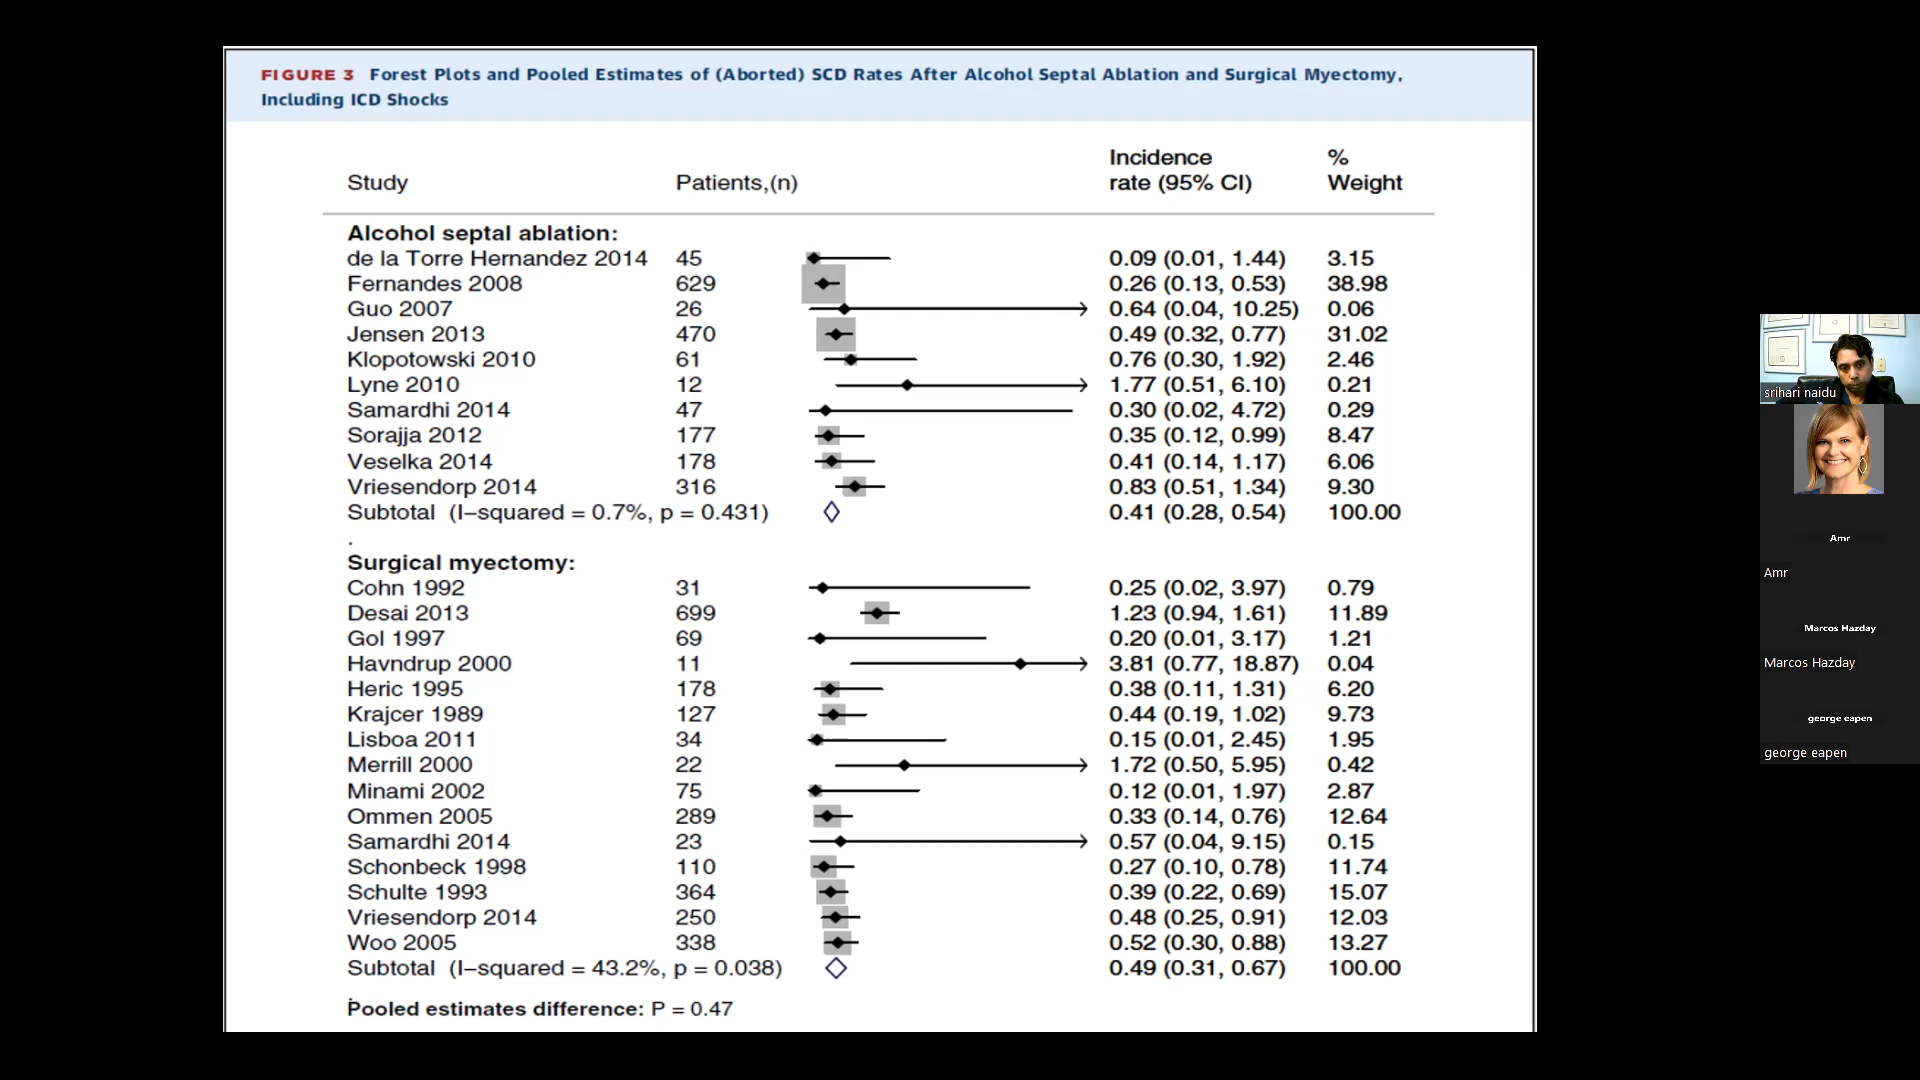 FIGURE 3 Forest Plots and Pooled Estimates of (Aborted) SCD Rates After Alcohol Septal Ablation and Surgical Myectomy,
Including ICD Shocks
Study Patients,(n) Incidence rate (95% CI) % Weight
Alcohol septal ablation:
de la Torre Hernandez 2014 45 0.09 (0.01, 1.44) 3.15
Fernandes 2008 629 0.26 (0.13, 0.53) 38.98
Guo 2007 26 0.64 (0.04, 10.25) 0.06
Jensen 2013 470 0.49 (0.32, 0.77) 31.02
Klopotowski 2010 61 0.76 (0.30, 1.92) 2.46
Lyne 2010 12 1.77 (0.51, 6.10) 0.21
Samardhi 2014 47 0.30 (0.02, 4.72) 0.29
Sorajja 2012 177 0.35 (0.12, 0.99) 8.47
Veselka 2014 178 0.41 (0.14, 1.17) 6.06
Vriesendorp 2014 316 0.83 (0.51, 1.34) 9.30
Subtotal (I−squared = 0.7%, p = 0.431) 0.41 (0.28, 0.54) 100.00
.
Surgical myectomy:
Cohn 1992 31 0.25 (0.02, 3.97) 0.79
Desai 2013 699 1.23 (0.94, 1.61) 11.89
Gol 1997 69 0.20 (0.01, 3.17) 1.21
Havndrup 2000 11 3.81 (0.77, 18.87) 0.04
Heric 1995 178 0.38 (0.11, 1.31) 6.20
Krajcer 1989 127 0.44 (0.19, 1.02) 9.73
Lisboa 2011 34 0.15 (0.01, 2.45) 1.95
Merrill 2000 22 1.72 (0.50, 5.95) 0.42
Minami 2002 75 0.12 (0.01, 1.97) 2.87
Ommen 2005 289 0.33 (0.14, 0.76) 12.64
Samardhi 2014 23 0.57 (0.04, 9.15) 0.15
Schonbeck 1998 110 0.27 (0.10, 0.78) 11.74
Schulte 1993 364 0.39 (0.22, 0.69) 15.07
Vriesendorp 2014 250 0.48 (0.25, 0.91) 12.03
Woo 2005 338 0.52 (0.30, 0.88) 13.27
Subtotal (I−squared = 43.2%, p = 0.038) 0.49 (0.31, 0.67) 100.00
.
Pooled estimates difference: P = 0.47
srihari naidu
Amr
Amr
Marcos Hazday
Marcos Hazday
george eapen
george eapen